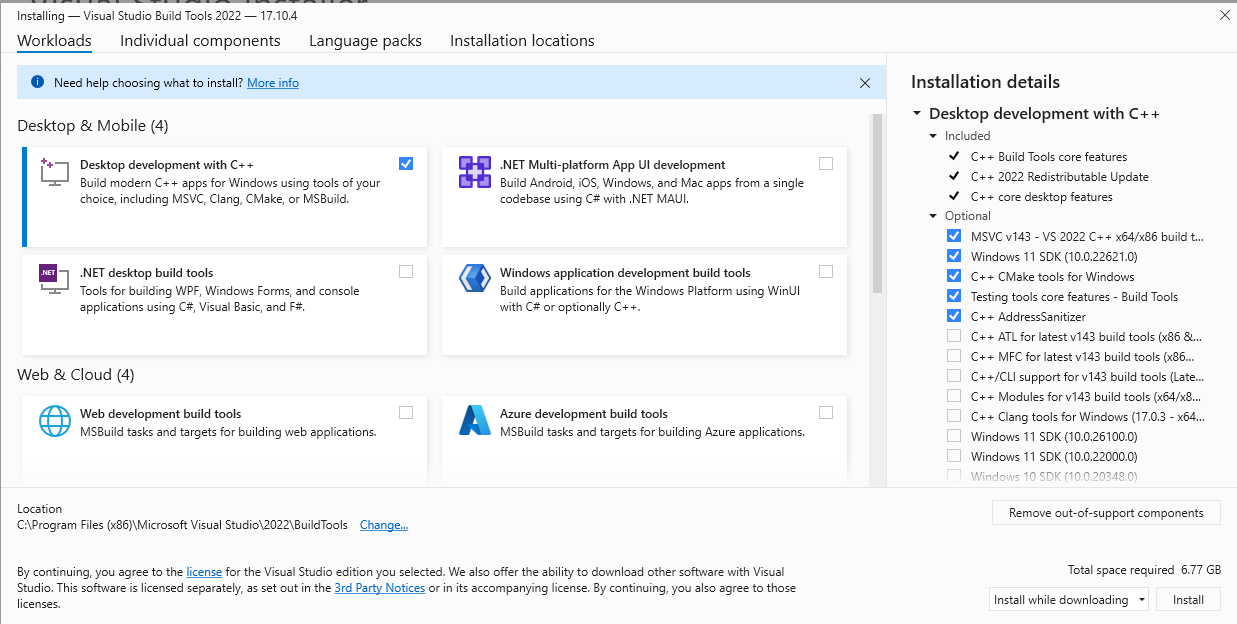 Installing — Visual Studio Build Tools 2022 — 17.10.4
Workloads
Individual components
Language packs
Installation locations
Need help choosing what to install? More info
Desktop & Mobile (4)
Desktop development with C++
Build modern C++ apps for Windows using tools of your
choice, including MSVC, Clang, CMake, or MSBuild.
.NET Multi-platform App UI development
Build Android, iOS, Windows, and Mac apps from a single
codebase using C# with .NET MAUI.
.NET
.NET desktop build tools
Tools for building WPF, Windows Forms, and console
applications using C#, Visual Basic, and F#.
Windows application development build tools
Build applications for the Windows Platform using WinUI
with C# or optionally C++.
Web & Cloud (4)
Web development build tools
MSBuild tasks and targets for building web applications.
Azure development build tools
MSBuild tasks and targets for building Azure applications.
Installation details
Desktop development with C++
Included
C++ Build Tools core features
C++ 2022 Redistributable Update
C++ core desktop features
Optional
MSVC v143 - VS 2022 C++ x64/x86 build t...
Windows 11 SDK (10.0.22621.0)
C++ CMake tools for Windows
Testing tools core features - Build Tools
C++ AddressSanitizer
C++ ATL for latest v143 build tools (x86 &...
C++ MFC for latest v143 build tools (x86...
C++/CLI support for v143 build tools (Late...
C++ Modules for v143 build tools (x64/x8...
C++ Clang tools for Windows (17.0.3 - x64...
Windows 11 SDK (10.0.26100.0)
Windows 11 SDK (10.0.22000.0)
Windows 10 SDK (10.0.20348.0)
Location
C:\Program Files (x86)\Microsoft Visual Studio\2022\BuildTools Change...
Remove out-of-support components
By continuing, you agree to the license for the Visual Studio edition you selected. We also offer the ability to download other software with Visual
Studio. This software is licensed separately, as set out in the 3rd Party Notices or in its accompanying license. By continuing, you also agree to those
licenses.
Total space required 6.77 GB
Install while downloading
Install